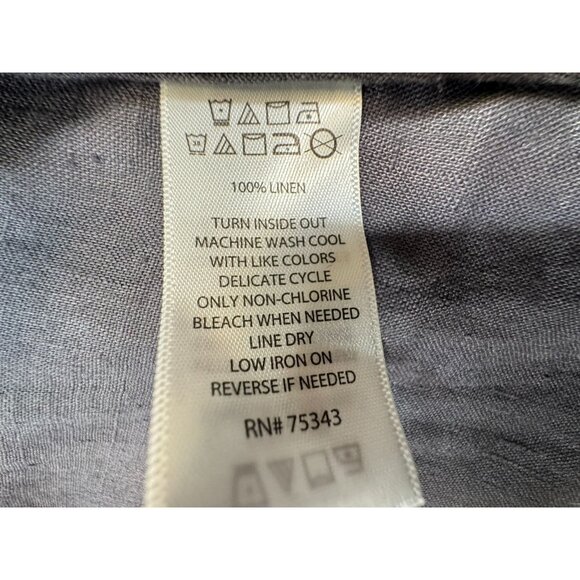 30
100% LINEN
TURN INSIDE OUT
MACHINE WASH COOL
WITH LIKE COLORS
DELICATE CYCLE
ONLY NON-CHLORINE
BLEACH WHEN NEEDED
LINE DRY
LOW IRON ON
REVERSE IF NEEDED
RN# 75343